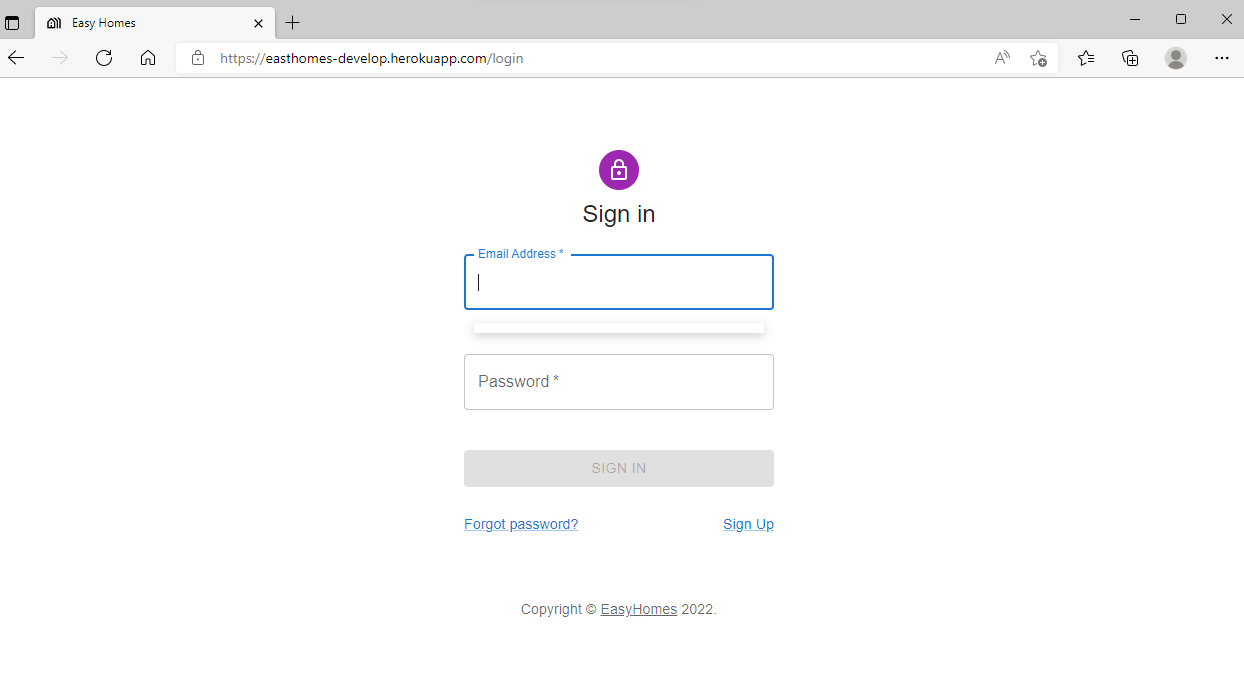 Easy Homes
https://easthomes-develop.herokuapp.com/login
Sign in
Email Address *
Password *
SIGN IN
Forgot password? Sign Up
Copyright © EasyHomes 2022.